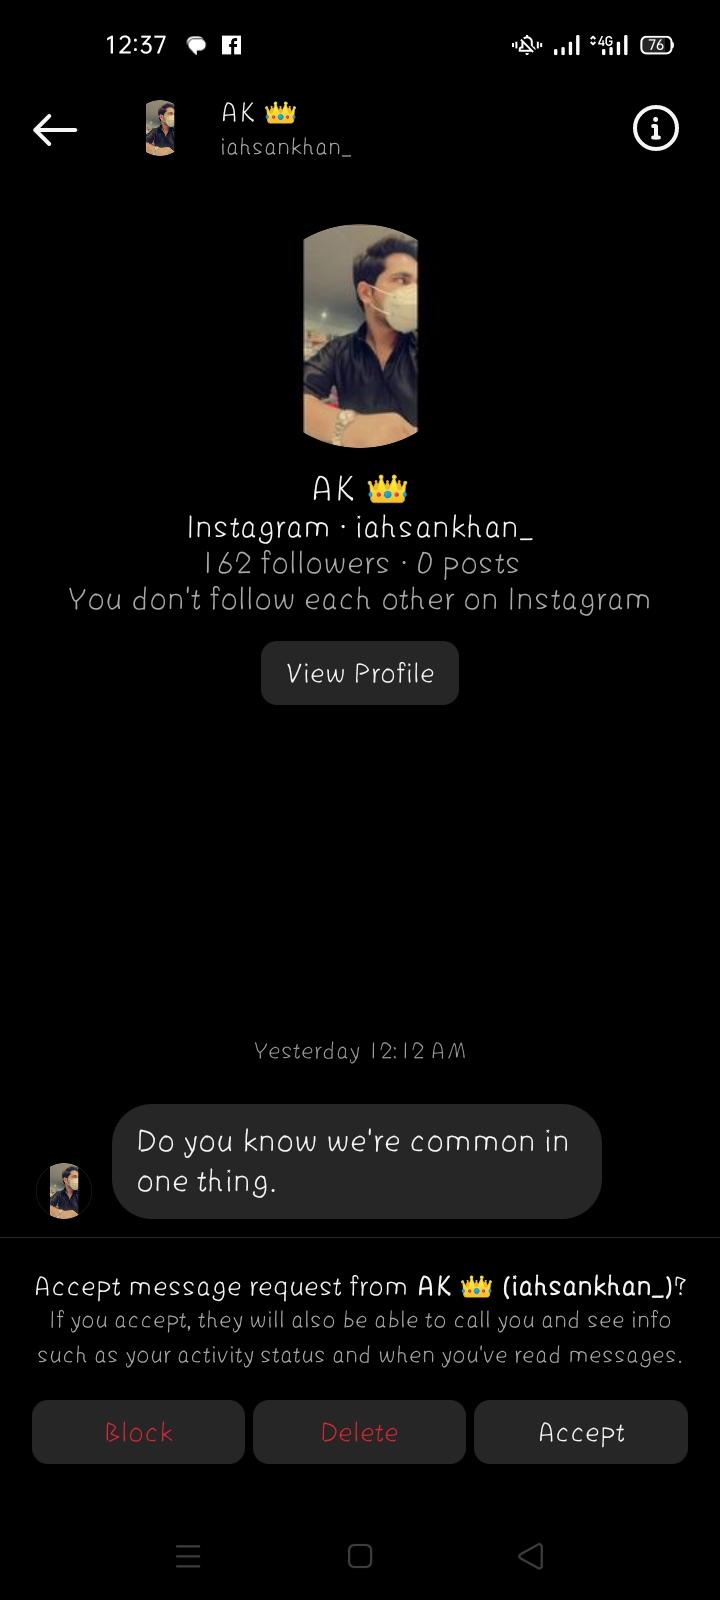 12:37
4G
76
AK 👑
iahsankhan_
AK 👑
Instagram · iahsankhan_
162 followers · 0 posts
You don't follow each other on Instagram
View Profile
Yesterday 12:12 AM
Do you know we're common in
one thing.
Accept message request from AK 👑 (iahsankhan_)?
If you accept, they will also be able to call you and see info
such as your activity status and when you've read messages.
Block
Delete
Accept